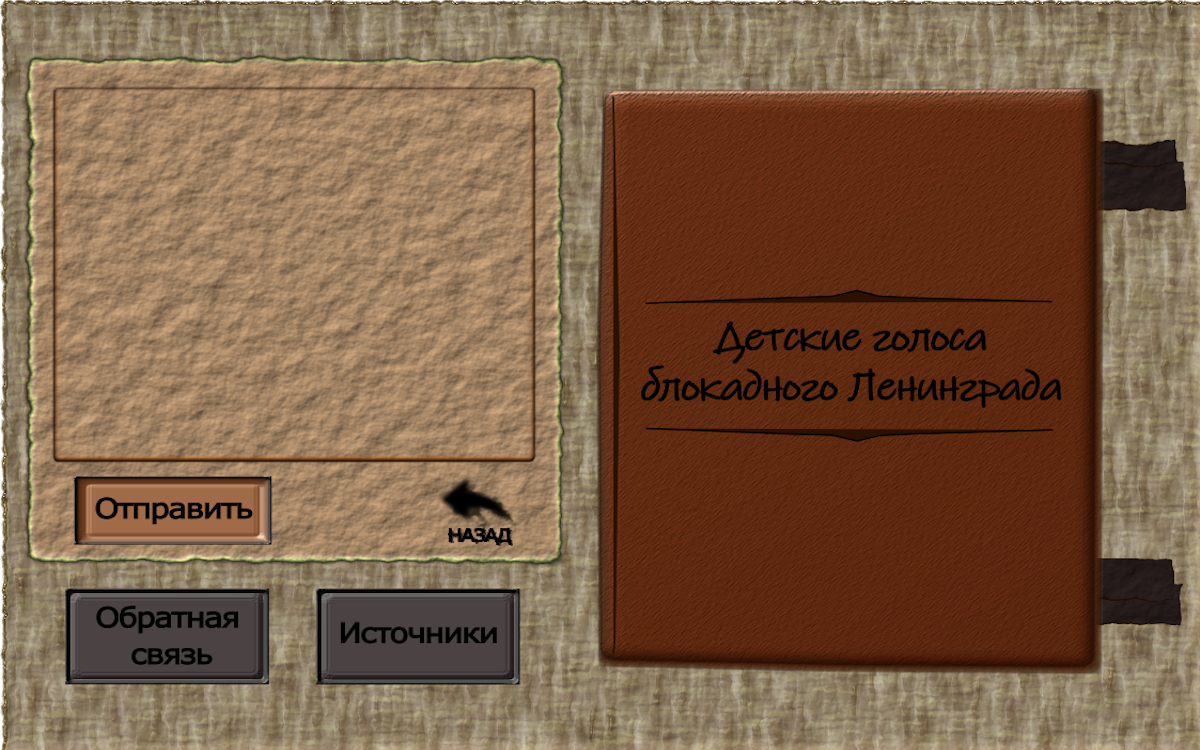 Детские голоса
блокадного Ленинграда
Отправить
НАЗАД
Обратная
связь
Источники